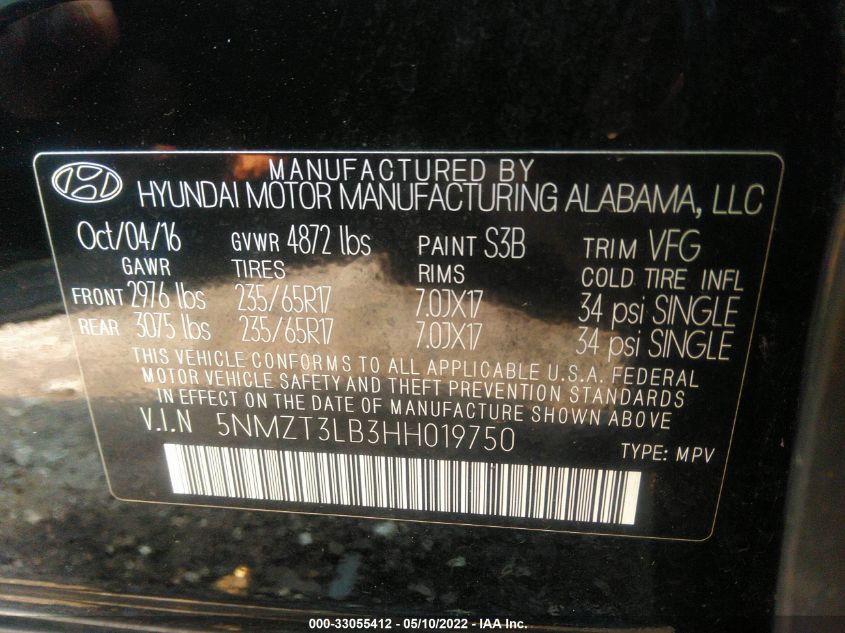 MANUFACTURED BY
HYUNDAI MOTOR MANUFACTURING ALABAMA, LLC
Oct/04/16 GVWR 4872 lbs PAINT S3B TRIM VFG
GAWR TIRES RIMS COLD TIRE INFL
FRONT 2976 lbs 235/65R17 7.0JX17 34 psi SINGLE
REAR 3075 lbs 235/65R17 7.0JX17 34 psi SINGLE
THIS VEHICLE CONFORMS TO ALL APPLICABLE U.S.A. FEDERAL
MOTOR VEHICLE SAFETY AND THEFT PREVENTION STANDARDS
IN EFFECT ON THE DATE OF MANUFACTURE SHOWN ABOVE
V.I.N 5NMZT3LB3HH019750
TYPE: MPV
000-33055412 - 05/10/2022 - IAA Inc.